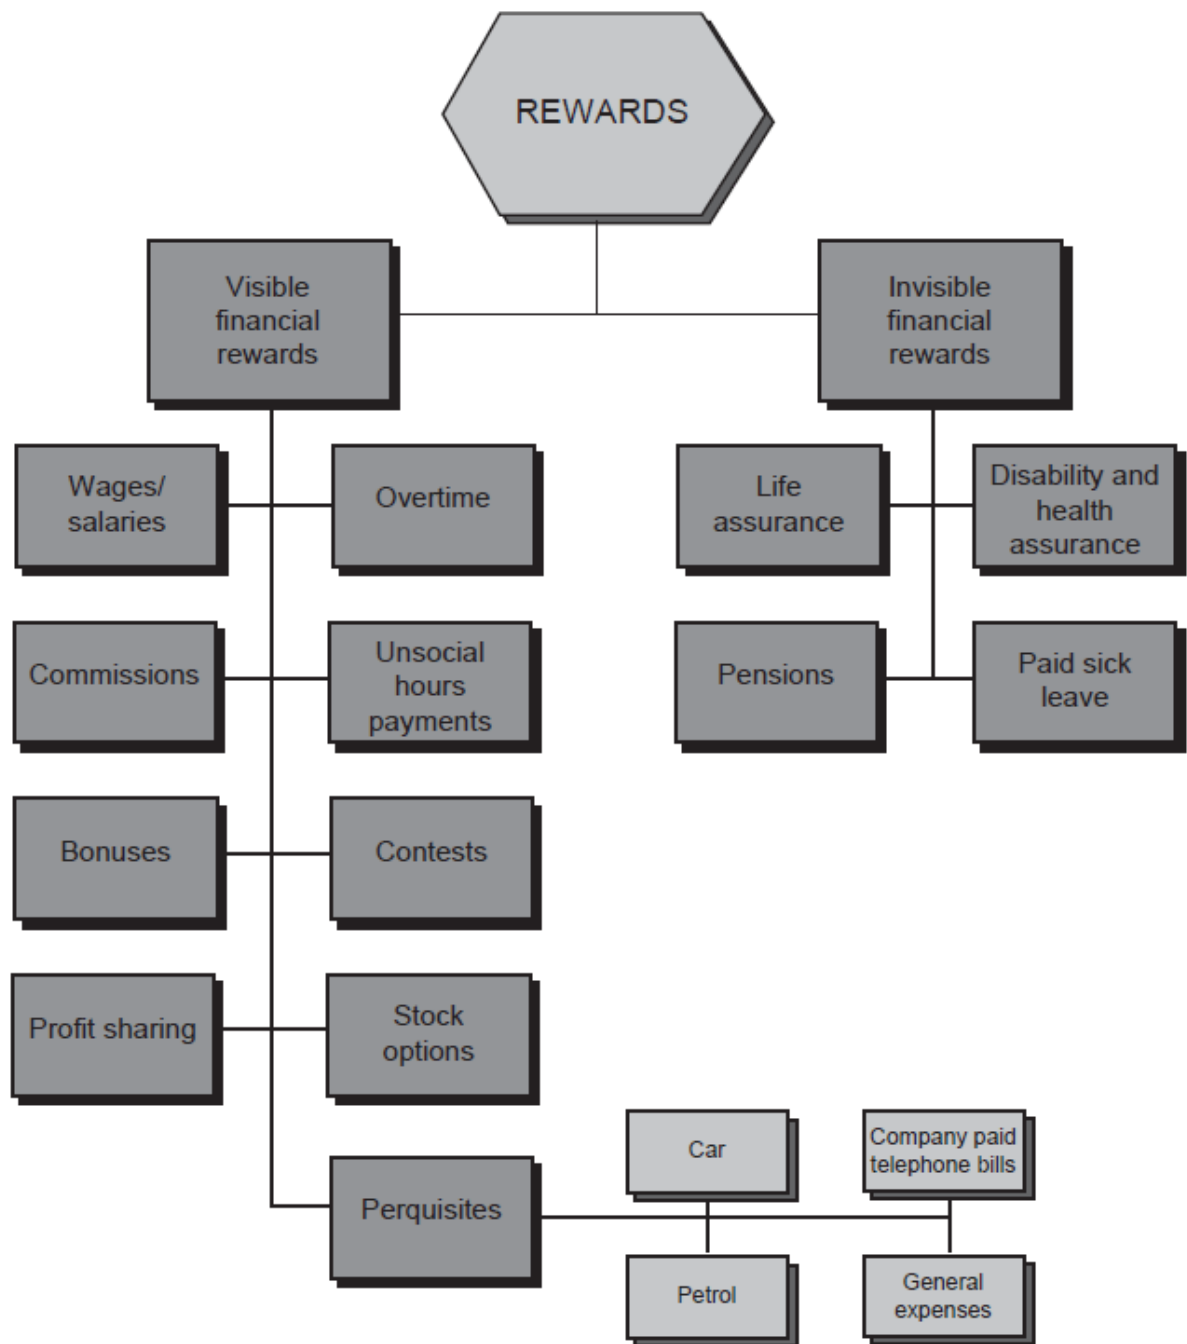 REWARDS
Visible
financial
rewards
Invisible
financial
rewards
Wages/
salaries
Overtime
Life
assurance
Disability and
health
assurance
Commissions
Unsocial
hours
payments
Pensions
Paid sick
leave
Bonuses
Contests
Profit sharing
Stock
options
Perquisites
Car
Company paid
telephone bills
Petrol
General
expenses